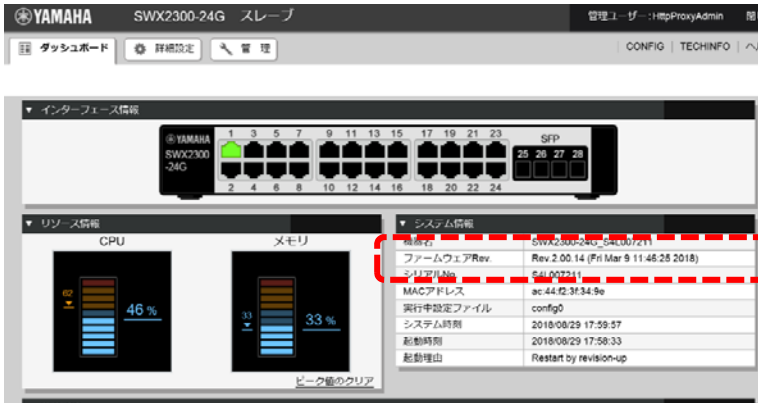 YAMAHA SWX2300-24G スレーブ 管理ユーザー:HttpProxyAdmin
ダッシュボード 詳細設定 管 理 CONFIG | TECHINFO |
▼ インターフェース情報
1 3 5 7 9 11 13 15 17 19 21 23 SFP
YAMAHA
SWX2300
-24G
25 26 27 28
2 4 6 8 10 12 14 16 18 20 22 24
▼ リソース情報
CPU メモリ
62
46 %
33
33 %
ピーク値のクリア
▼ システム情報
機器名 SWX2300-24G_S4L007211
ファームウェアRev. Rev.2.00.14 (Fri Mar 9 11:46:25 2018)
シリアルNo. S4L007211
MACアドレス ac:44:f2:3f:34:9e
実行中設定ファイル config0
システム時刻 2018/08/29 17:59:57
起動時刻 2018/08/29 17:58:33
起動理由 Restart by revision-up